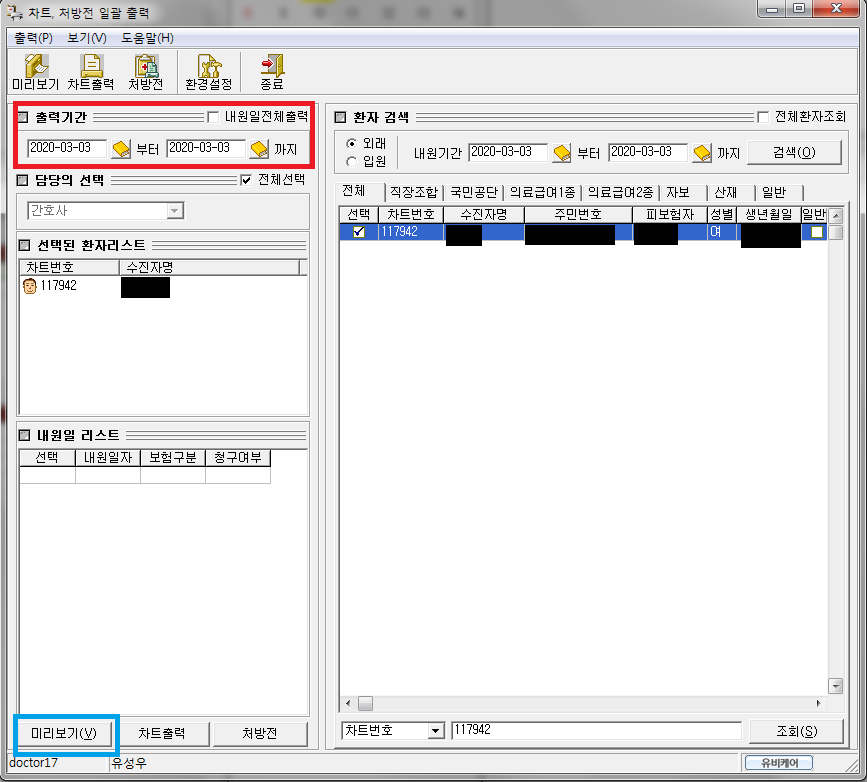 차트, 처방전 일괄 출력
출력(P) 보기(V) 도움말(H)
미리보기 차트출력 처방전 환경설정 종료
출력기간 내원일전체출력
2020-03-03 부터 2020-03-03 까지
담당의 선택 전체선택
간호사
선택된 환자리스트
차트번호 수진자명
117942
내원일 리스트
선택 내원일자 보험구분 청구여부
미리보기(V) 차트출력 처방전
환자 검색 전체환자조회
외래
입원
내원기간 2020-03-03 부터 2020-03-03 까지 검색(O)
전체 직장조합 국민공단 의료급여1종 의료급여2종 자보 산재 일반
선택 차트번호 수진자명 주민번호 피보험자 성별 생년월일 일반
117942 여
차트번호 117942 조회(S)
doctor17 유성우 유비케어